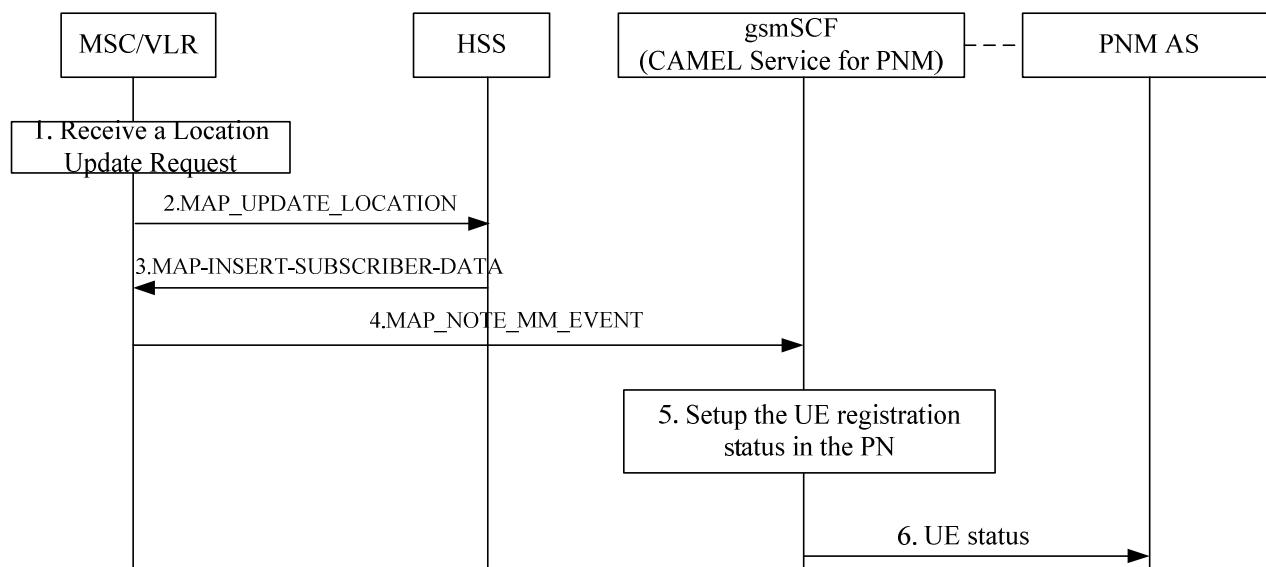 MSC/VLR
HSS
gsmSCF
(CAMEL Service for PNM)
PNM AS
1. Receive a Location
Update Request
2.MAP_UPDATE_LOCATION
3.MAP-INSERT-SUBSCRIBER-DATA
4.MAP_NOTE_MM_EVENT
5. Setup the UE registration
status in the PN
6. UE status